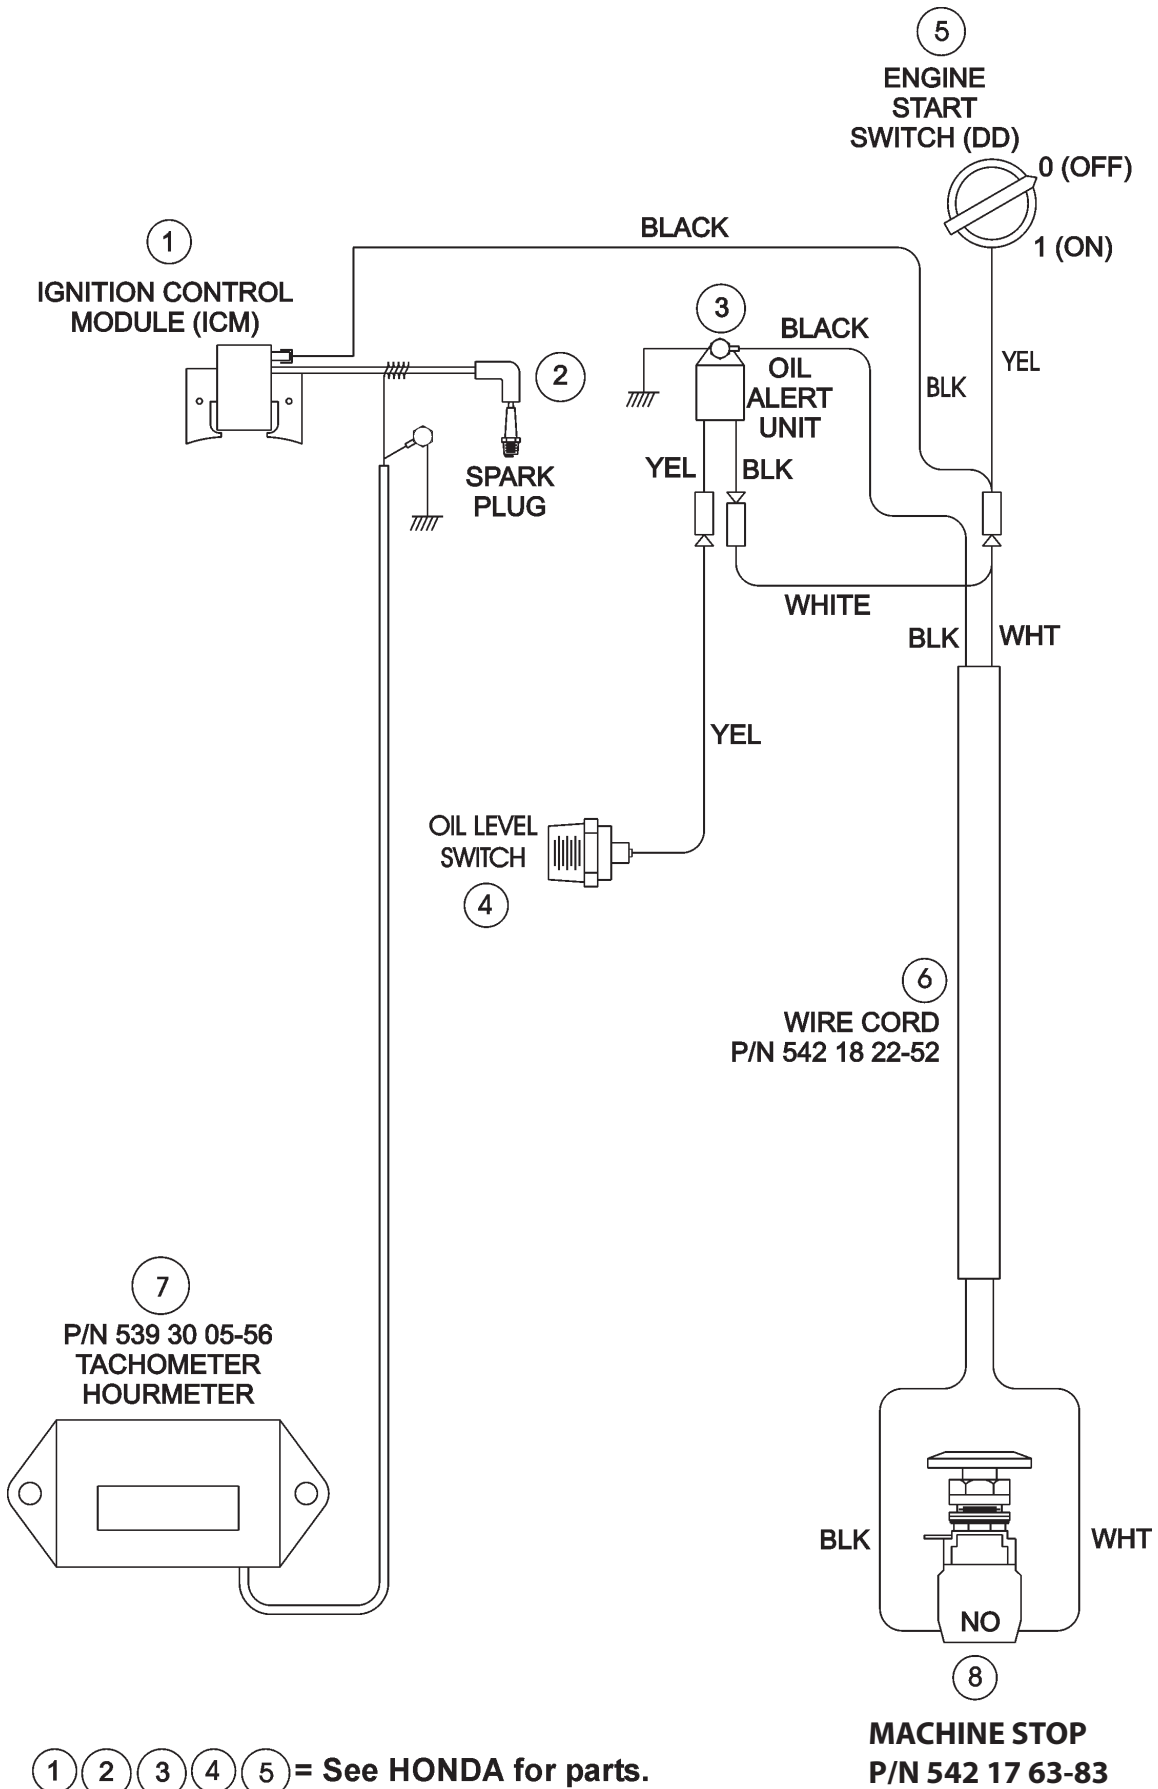 5
ENGINE
START
SWITCH (DD)
0 (OFF)
1 (ON)
BLACK
1
IGNITION CONTROL
MODULE (ICM)
3
BLACK
OIL
ALERT
UNIT
YEL
BLK
2
SPARK
PLUG
YEL
BLK
WHITE
BLK
WHT
YEL
OIL LEVEL
SWITCH
4
6
WIRE CORD
P/N 542 18 22-52
7
P/N 539 30 05-56
TACHOMETER
HOURMETER
BLK
WHT
NO
8
MACHINE STOP
P/N 542 17 63-83
1 2 3 4 5 = See HONDA for parts.